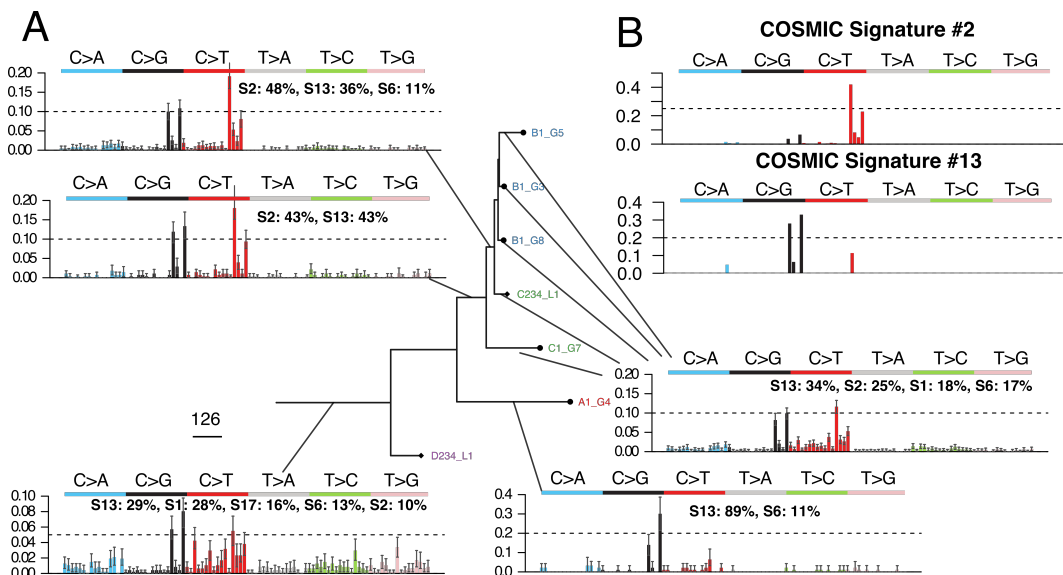 A
C>A C>G C>T T>A T>C T>G
0.20
0.15
0.10
0.05
0.00
S2: 48%, S13: 36%, S6: 11%
C>A C>G C>T T>A T>C T>G
0.20
0.15
0.10
0.05
0.00
S2: 43%, S13: 43%
B1_G5
B1_G3
B1_G8
C234_L1
C1_G7
A1_G4
D234_L1
126
C>A C>G C>T T>A T>C T>G
0.10
0.08
0.06
0.04
0.02
0.00
S13: 29%, S1: 28%, S17: 16%, S6: 13%, S2: 10%
B
COSMIC Signature #2
C>A C>G C>T T>A T>C T>G
0.4
0.2
0.0
COSMIC Signature #13
C>A C>G C>T T>A T>C T>G
0.4
0.3
0.2
0.1
0.0
C>A C>G C>T T>A T>C T>G
0.20
0.15
0.10
0.05
0.00
S13: 34%, S2: 25%, S1: 18%, S6: 17%
C>A C>G C>T T>A T>C T>G
0.4
0.3
0.2
0.1
0.0
S13: 89%, S6: 11%